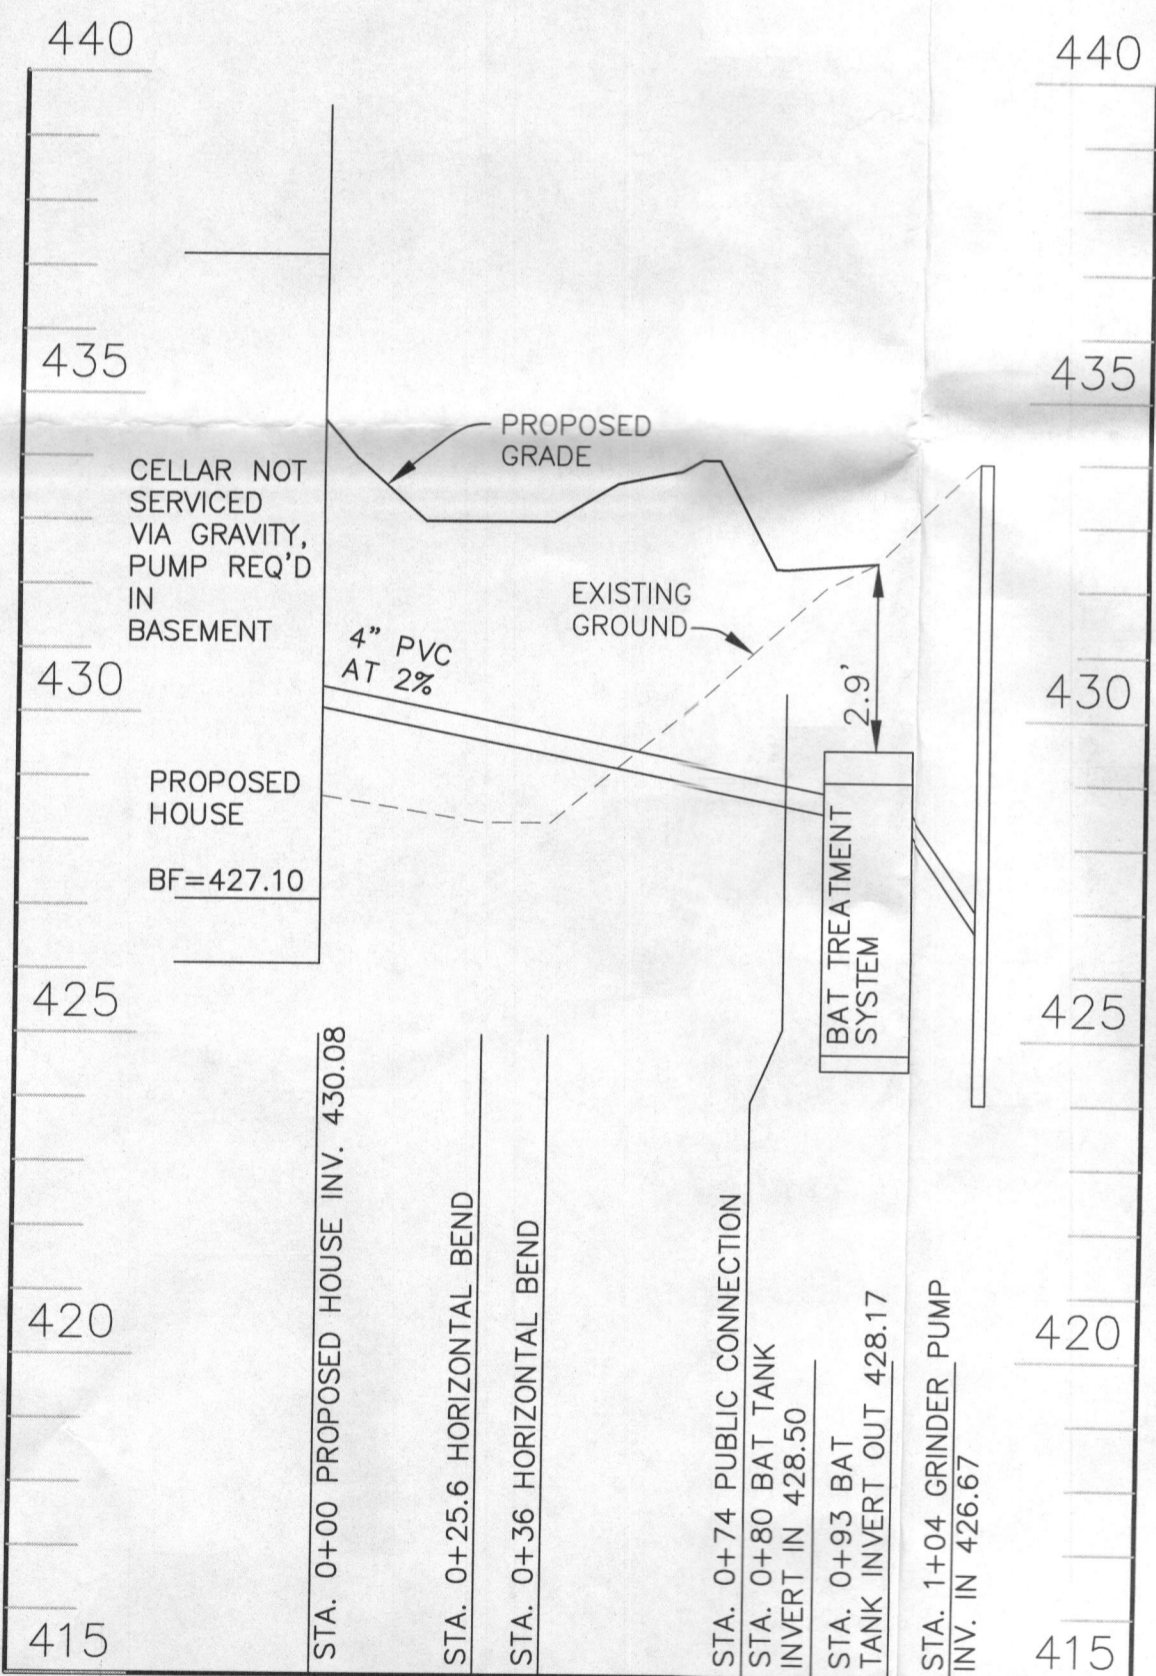 440
440
435
435
PROPOSED
GRADE
CELLAR NOT
SERVICED
VIA GRAVITY,
PUMP REQ'D
IN
BASEMENT
EXISTING
GROUND
4" PVC
AT 2%
430
430
2.9'
PROPOSED
HOUSE
BF=427.10
BAT TREATMENT
SYSTEM
425
425
STA. 0+00 PROPOSED HOUSE INV. 430.08
STA. 0+25.6 HORIZONTAL BEND
STA. 0+36 HORIZONTAL BEND
STA. 0+74 PUBLIC CONNECTION
STA. 0+80 BAT TANK
INVERT IN 428.50
STA. 0+93 BAT
TANK INVERT OUT 428.17
STA. 1+04 GRINDER PUMP
INV. IN 426.67
420
420
415
415